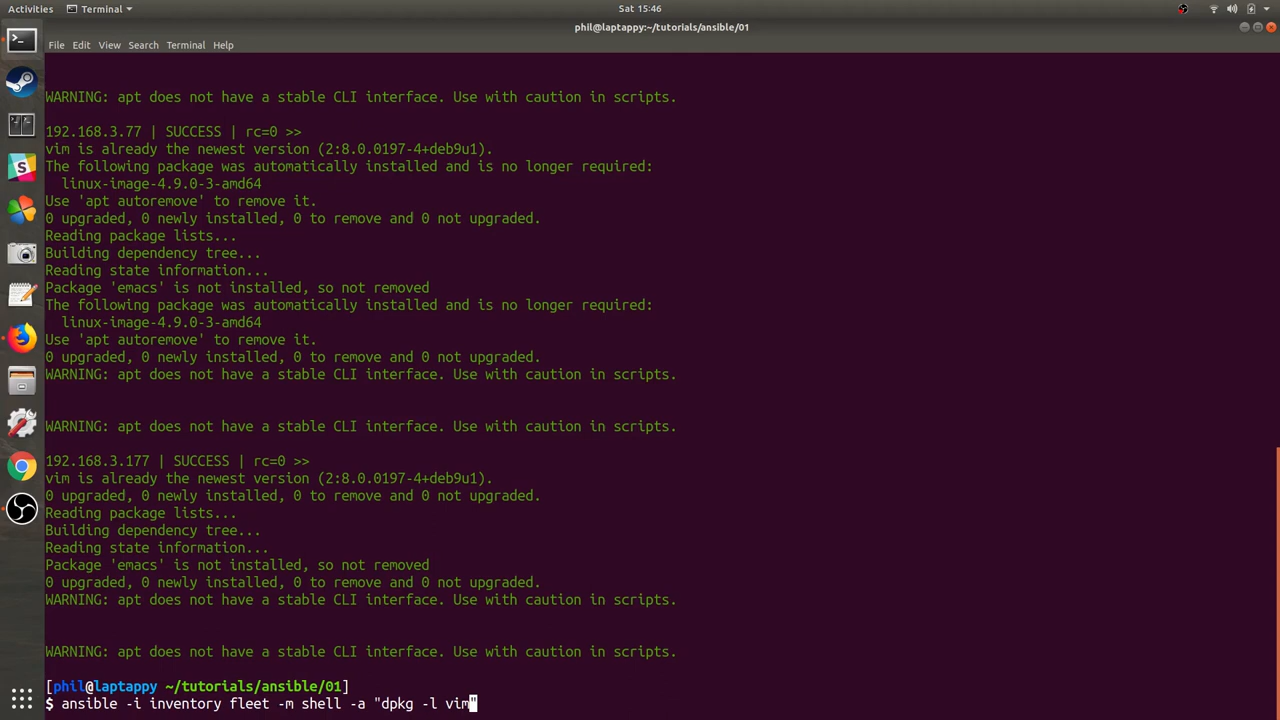 Activities
Terminal
Sat 15:46
phil@laptappy:~/tutorials/ansible/01
File Edit View Search Terminal Help
WARNING: apt does not have a stable CLI interface. Use with caution in scripts.
192.168.3.77 | SUCCESS | rc=0 >>
vim is already the newest version (2:8.0.0197-4+deb9u1).
The following package was automatically installed and is no longer required:
linux-image-4.9.0-3-amd64
Use 'apt autoremove' to remove it.
0 upgraded, 0 newly installed, 0 to remove and 0 not upgraded.
Reading package lists...
Building dependency tree...
Reading state information...
Package 'emacs' is not installed, so not removed
The following package was automatically installed and is no longer required:
linux-image-4.9.0-3-amd64
Use 'apt autoremove' to remove it.
0 upgraded, 0 newly installed, 0 to remove and 0 not upgraded.
WARNING: apt does not have a stable CLI interface. Use with caution in scripts.
WARNING: apt does not have a stable CLI interface. Use with caution in scripts.
192.168.3.177 | SUCCESS | rc=0 >>
vim is already the newest version (2:8.0.0197-4+deb9u1).
0 upgraded, 0 newly installed, 0 to remove and 0 not upgraded.
Reading package lists...
Building dependency tree...
Reading state information...
Package 'emacs' is not installed, so not removed
0 upgraded, 0 newly installed, 0 to remove and 0 not upgraded.
WARNING: apt does not have a stable CLI interface. Use with caution in scripts.
WARNING: apt does not have a stable CLI interface. Use with caution in scripts.
[phil@laptappy ~/tutorials/ansible/01]
$ ansible -i inventory fleet -m shell -a "dpkg -l vim"